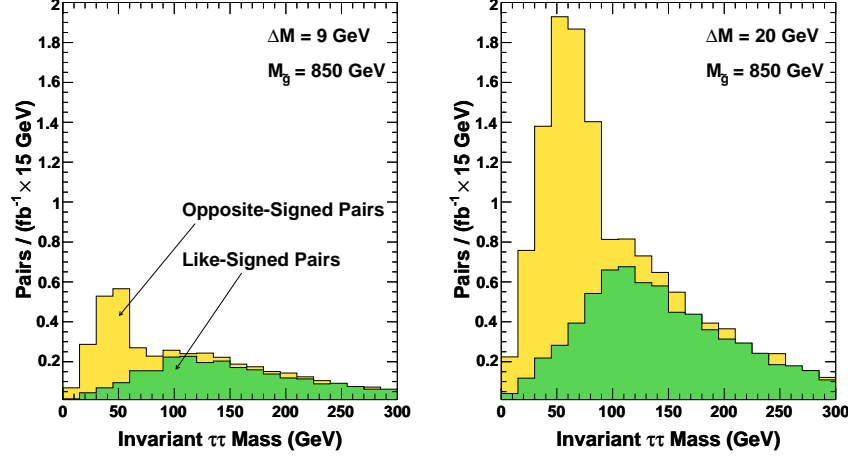 ΔM = 9 GeV
M_g̃ = 850 GeV
Opposite-Signed Pairs
Like-Signed Pairs
Pairs / (fb⁻¹ × 15 GeV)
2
1.8
1.6
1.4
1.2
1
0.8
0.6
0.4
0.2
0 50 100 150 200 250 300
Invariant ττ Mass (GeV)
ΔM = 20 GeV
M_g̃ = 850 GeV
Pairs / (fb⁻¹ × 15 GeV)
2
1.8
1.6
1.4
1.2
1
0.8
0.6
0.4
0.2
0 50 100 150 200 250 300
Invariant ττ Mass (GeV)